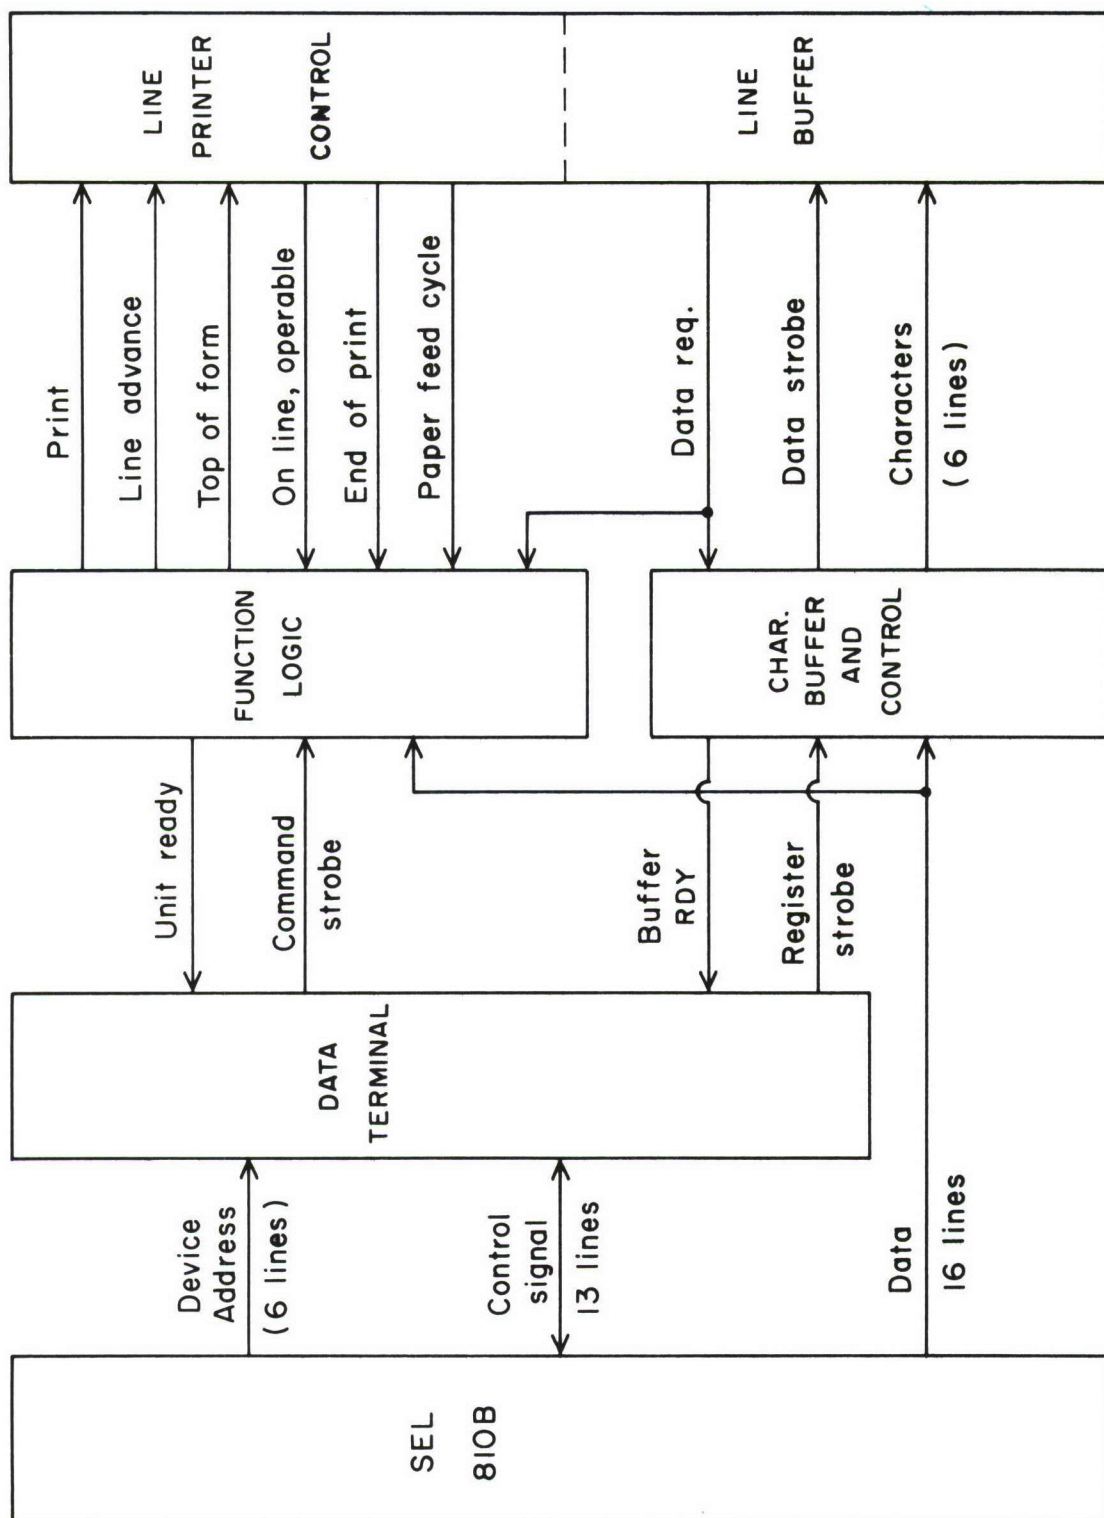 SEL
810B
Device
Address
(6 lines)
Control
signal
13 lines
Data
16 lines
DATA
TERMINAL
Unit ready
Command
strobe
Buffer
RDY
Register
strobe
FUNCTION
LOGIC
CHAR.
BUFFER
AND
CONTROL
Print
Line advance
Top of form
On line, operable
End of print
Paper feed cycle
Data req.
Data strobe
Characters
(6 lines)
LINE
PRINTER
CONTROL
LINE
BUFFER